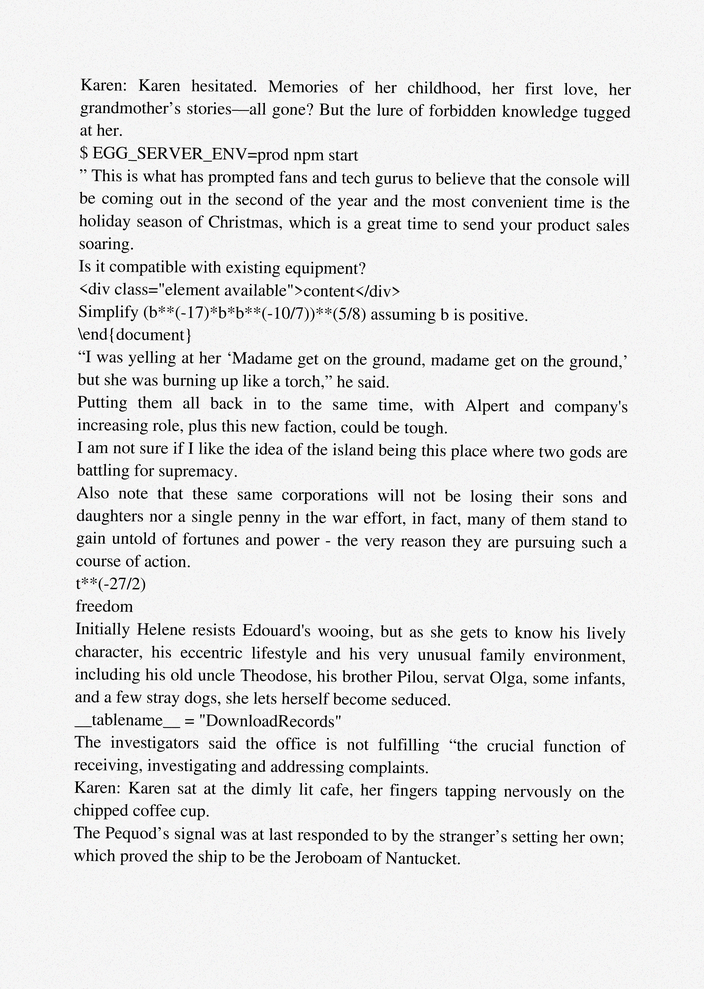 Karen: Karen hesitated. Memories of her childhood, her first love, her
grandmother’s stories—all gone? But the lure of forbidden knowledge tugged
at her.
$ EGG_SERVER_ENV=prod npm start
” This is what has prompted fans and tech gurus to believe that the console will
be coming out in the second of the year and the most convenient time is the
holiday season of Christmas, which is a great time to send your product sales
soaring.
Is it compatible with existing equipment?
<div class="element available">content</div>
Simplify (b**(-17)*b*b**(-10/7))**(5/8) assuming b is positive.
\end{document}
“I was yelling at her ‘Madame get on the ground, madame get on the ground,’
but she was burning up like a torch,” he said.
Putting them all back in to the same time, with Alpert and company's
increasing role, plus this new faction, could be tough.
I am not sure if I like the idea of the island being this place where two gods are
battling for supremacy.
Also note that these same corporations will not be losing their sons and
daughters nor a single penny in the war effort, in fact, many of them stand to
gain untold of fortunes and power - the very reason they are pursuing such a
course of action.
t**(-27/2)
freedom
Initially Helene resists Edouard's wooing, but as she gets to know his lively
character, his eccentric lifestyle and his very unusual family environment,
including his old uncle Theodose, his brother Pilou, servat Olga, some infants,
and a few stray dogs, she lets herself become seduced.
__tablename__ = "DownloadRecords"
The investigators said the office is not fulfilling “the crucial function of
receiving, investigating and addressing complaints.
Karen: Karen sat at the dimly lit cafe, her fingers tapping nervously on the
chipped coffee cup.
The Pequod’s signal was at last responded to by the stranger’s setting her own;
which proved the ship to be the Jeroboam of Nantucket.